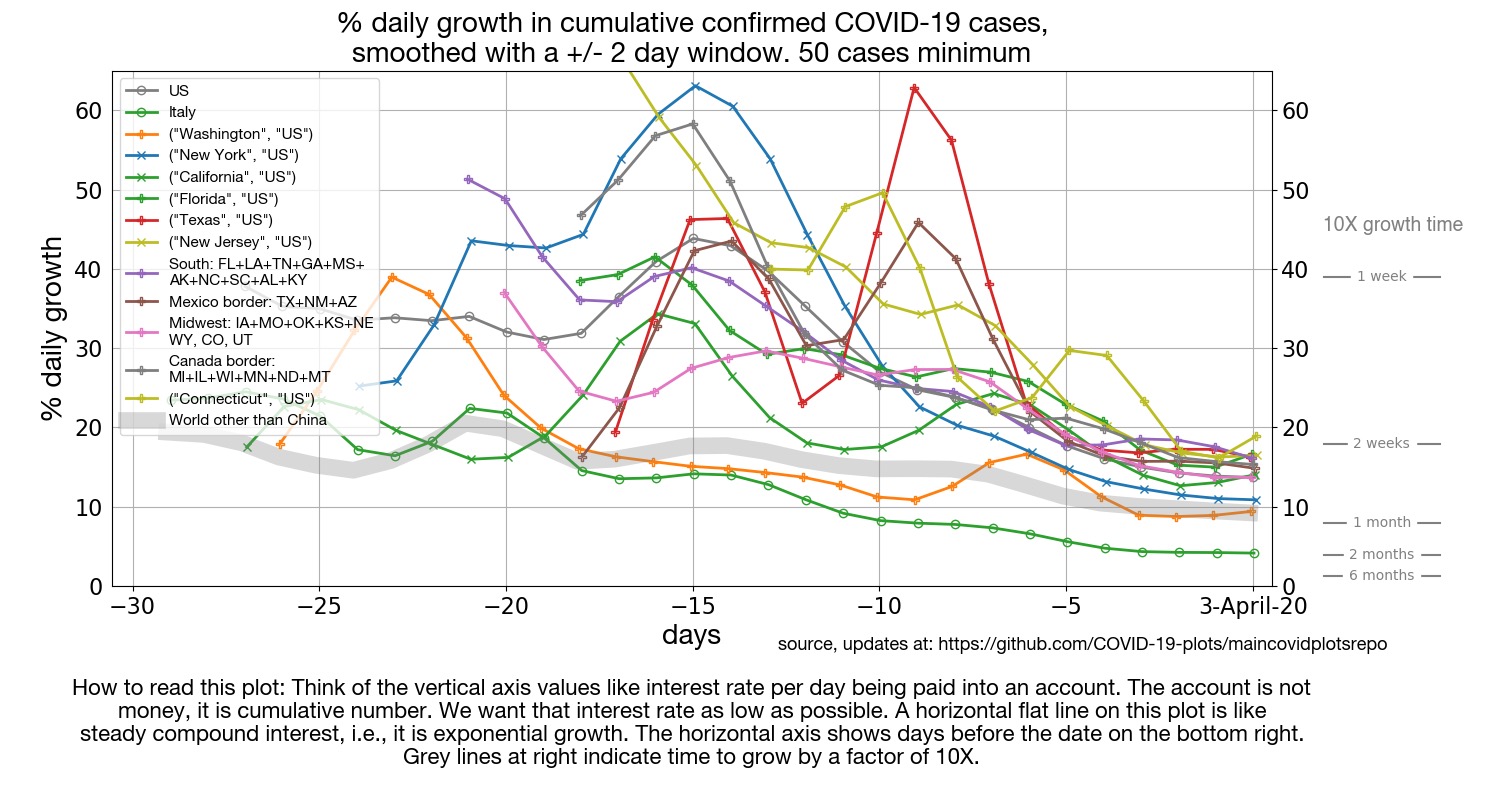 % daily growth in cumulative confirmed COVID-19 cases,
smoothed with a +/- 2 day window. 50 cases minimum
US
Italy
("Washington", "US")
("New York", "US")
("California", "US")
("Florida", "US")
("Texas", "US")
("New Jersey", "US")
South: FL+LA+TN+GA+MS+
AK+NC+SC+AL+KY
Mexico border: TX+NM+AZ
Midwest: IA+MO+OK+KS+NE
WY, CO, UT
Canada border:
MI+IL+WI+MN+ND+MT
("Connecticut", "US")
World other than China
% daily growth
60
50
40
30
20
10
0
60
50
40
30
20
10
0
10X growth time
1 week
2 weeks
1 month
2 months
6 months
−30
−25
−20
−15
−10
−5
3-April-20
days
source, updates at: https://github.com/COVID-19-plots/maincovidplotsrepo
How to read this plot: Think of the vertical axis values like interest rate per day being paid into an account. The account is not
money, it is cumulative number. We want that interest rate as low as possible. A horizontal flat line on this plot is like
steady compound interest, i.e., it is exponential growth. The horizontal axis shows days before the date on the bottom right.
Grey lines at right indicate time to grow by a factor of 10X.